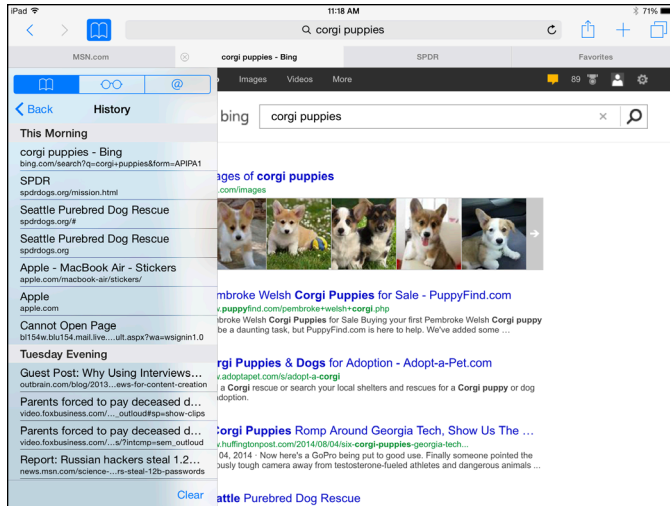 iPad 11:18 AM 71%
corgi puppies
MSN.com corgi puppies - Bing SPDR Favorites
@
Images Videos More 89
Back History
bing corgi puppies
This Morning
corgi puppies - Bing
bing.com/search?q=corgi+puppies&form=APIPA1
SPDR
spdrdogs.org/mission.html
Seattle Purebred Dog Rescue
spdrdogs.org/#
Seattle Purebred Dog Rescue
spdrdogs.org
Apple - MacBook Air - Stickers
apple.com/macbook-air/stickers/
Apple
apple.com
Cannot Open Page
bl154w.blu154.mail.live....ult.aspx?wa=wsignin1.0
Tuesday Evening
Guest Post: Why Using Interviews...
outbrain.com/blog/2013...ews-for-content-creation
Parents forced to pay deceased d...
video.foxbusiness.com/..._outloud#sp=show-clips
Parents forced to pay deceased d...
video.foxbusiness.com/...s/?intcmp=sem_outloud
Report: Russian hackers steal 1.2...
news.msn.com/science-...rs-steal-12b-passwords
Clear
ages of corgi puppies
.com/images
mbroke Welsh Corgi Puppies for Sale - PuppyFind.com
.puppyfind.com/pembroke+welsh+corgi.php
broke Welsh Corgi Puppies for Sale Buying your first Pembroke Welsh Corgi puppy
be a daunting task, but PuppyFind.com is here to help. We've added some ...
rgi Puppies & Dogs for Adoption - Adopt-a-Pet.com
.adoptapet.com/s/adopt-a-corgi
a Corgi rescue or search your local shelters and rescues for a Corgi puppy or dog
adoption.
Corgi Puppies Romp Around Georgia Tech, Show Us The ...
.huffingtonpost.com/2014/08/04/six-corgi-puppies-georgia-tech...
04, 2014 · Now here's a GoPro being put to good use. Finally someone pointed the
ously tough camera away from testosterone-fueled athletes and dangerous animals ...
attle Purebred Dog Rescue